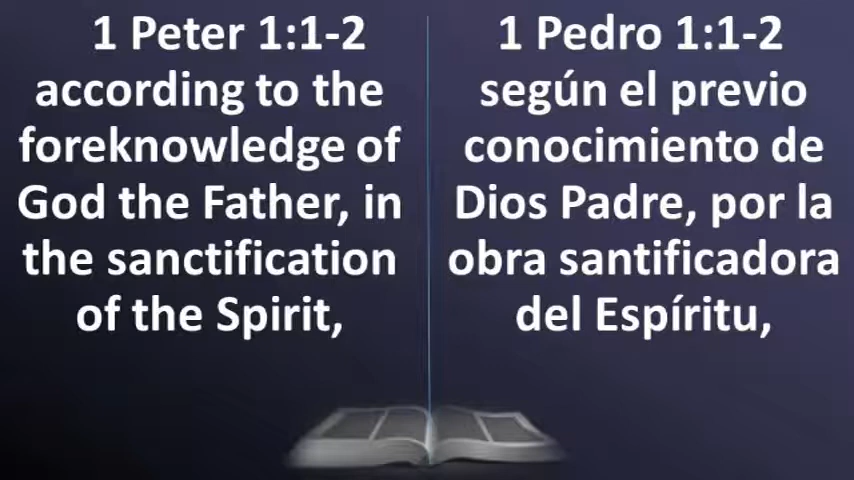 1 Peter 1:1-2
according to the
foreknowledge of
God the Father, in
the sanctification
of the Spirit,
1 Pedro 1:1-2
según el previo
conocimiento de
Dios Padre, por la
obra santificadora
del Espíritu,